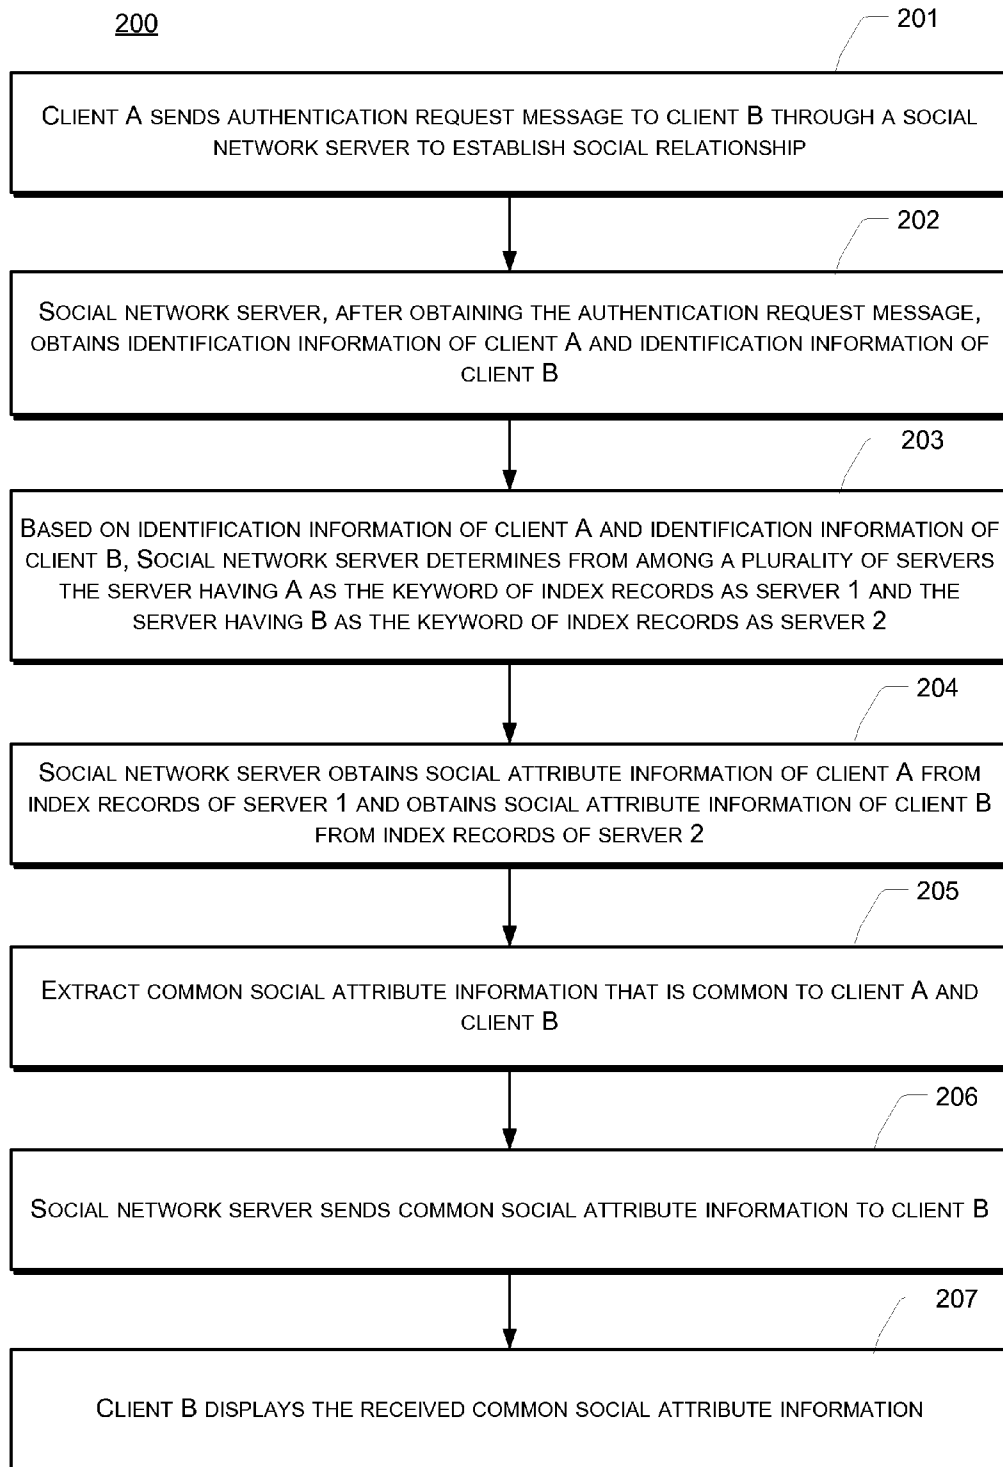 200
201
CLIENT A SENDS AUTHENTICATION REQUEST MESSAGE TO CLIENT B THROUGH A SOCIAL
NETWORK SERVER TO ESTABLISH SOCIAL RELATIONSHIP
202
SOCIAL NETWORK SERVER, AFTER OBTAINING THE AUTHENTICATION REQUEST MESSAGE,
OBTAINS IDENTIFICATION INFORMATION OF CLIENT A AND IDENTIFICATION INFORMATION OF
CLIENT B
203
BASED ON IDENTIFICATION INFORMATION OF CLIENT A AND IDENTIFICATION INFORMATION OF
CLIENT B, SOCIAL NETWORK SERVER DETERMINES FROM AMONG A PLURALITY OF SERVERS
THE SERVER HAVING A AS THE KEYWORD OF INDEX RECORDS AS SERVER 1 AND THE
SERVER HAVING B AS THE KEYWORD OF INDEX RECORDS AS SERVER 2
204
SOCIAL NETWORK SERVER OBTAINS SOCIAL ATTRIBUTE INFORMATION OF CLIENT A FROM
INDEX RECORDS OF SERVER 1 AND OBTAINS SOCIAL ATTRIBUTE INFORMATION OF CLIENT B
FROM INDEX RECORDS OF SERVER 2
205
EXTRACT COMMON SOCIAL ATTRIBUTE INFORMATION THAT IS COMMON TO CLIENT A AND
CLIENT B
206
SOCIAL NETWORK SERVER SENDS COMMON SOCIAL ATTRIBUTE INFORMATION TO CLIENT B
207
CLIENT B DISPLAYS THE RECEIVED COMMON SOCIAL ATTRIBUTE INFORMATION